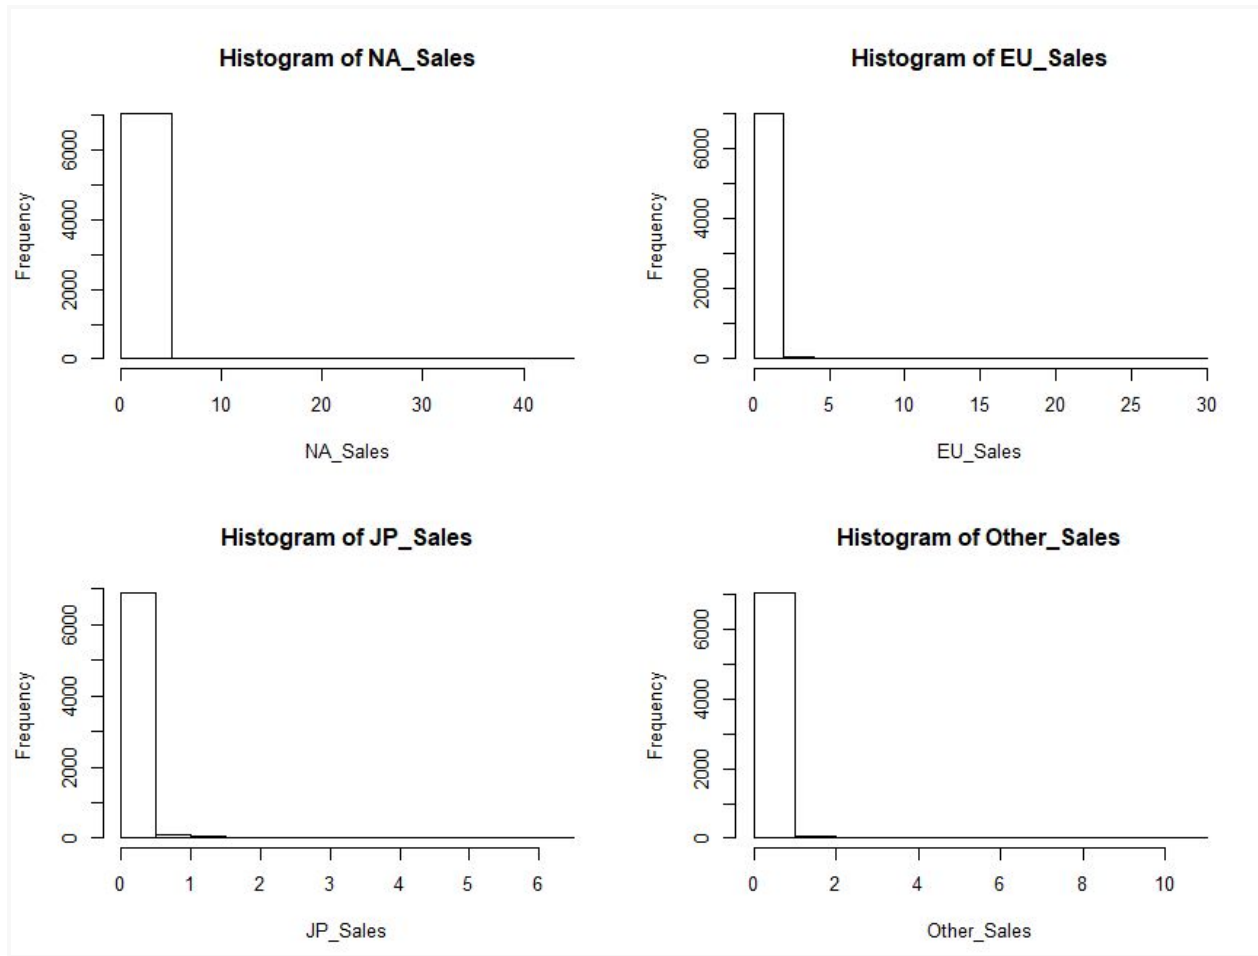 Histogram of NA_Sales
Frequency
0 2000 4000 6000
0 10 20 30 40
NA_Sales
Histogram of EU_Sales
Frequency
0 2000 4000 6000
0 5 10 15 20 25 30
EU_Sales
Histogram of JP_Sales
Frequency
0 2000 4000 6000
0 1 2 3 4 5 6
JP_Sales
Histogram of Other_Sales
Frequency
0 2000 4000 6000
0 2 4 6 8 10
Other_Sales